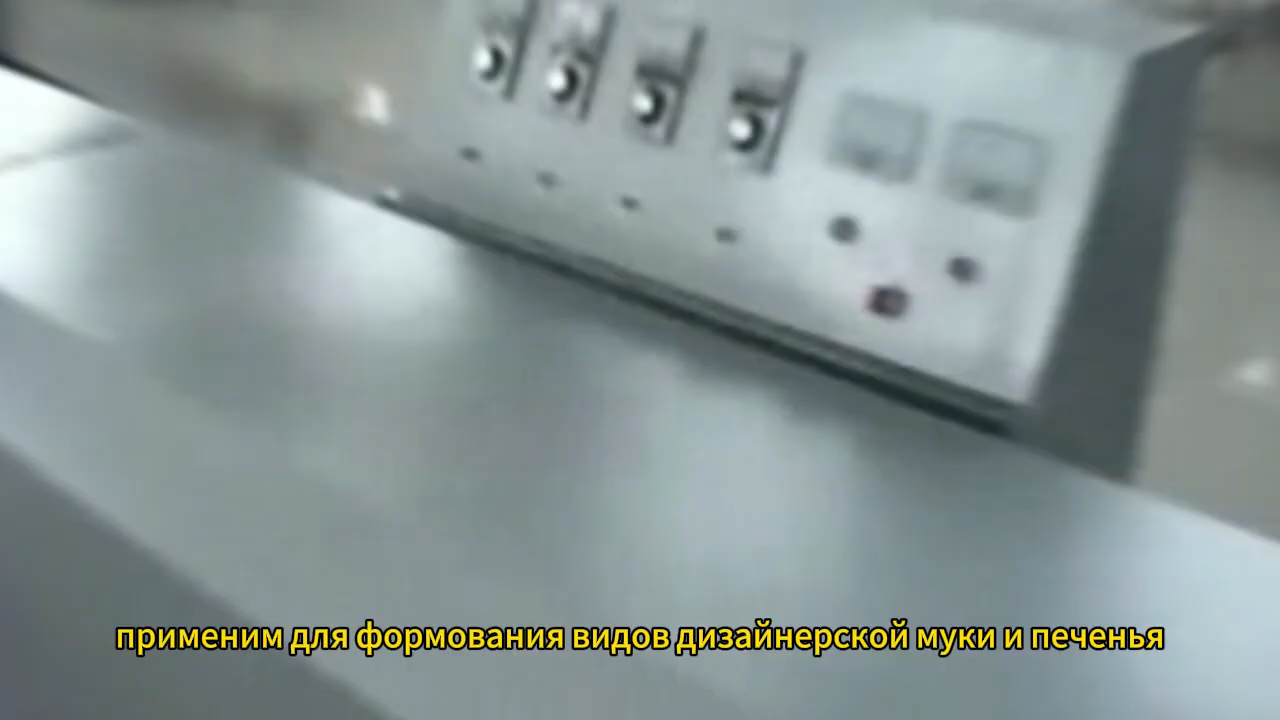 применим для формования видов дизайнерской муки и печенья